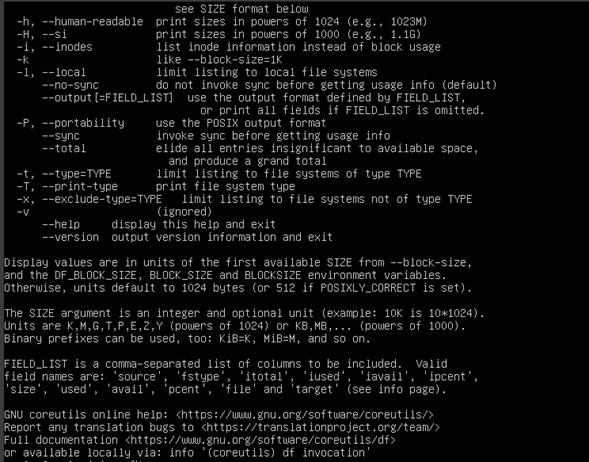 see SIZE format below
-h, --human-readable  print sizes in powers of 1024 (e.g., 1023M)
-H, --si              print sizes in powers of 1000 (e.g., 1.1G)
-i, --inodes          list inode information instead of block usage
-k                    like --block-size=1K
-l, --local           limit listing to local file systems
--no-sync         do not invoke sync before getting usage info (default)
--output[=FIELD_LIST]  use the output format defined by FIELD_LIST,
or print all fields if FIELD_LIST is omitted.
-P, --portability     use the POSIX output format
--sync            invoke sync before getting usage info
--total           elide all entries insignificant to available space,
and produce a grand total
-t, --type=TYPE       limit listing to file systems of type TYPE
-T, --print-type      print file system type
-x, --exclude-type=TYPE   limit listing to file systems not of type TYPE
-v                    (ignored)
--help     display this help and exit
--version  output version information and exit
Display values are in units of the first available SIZE from --block-size,
and the DF_BLOCK_SIZE, BLOCK_SIZE and BLOCKSIZE environment variables.
Otherwise, units default to 1024 bytes (or 512 if POSIXLY_CORRECT is set).
The SIZE argument is an integer and optional unit (example: 10K is 10*1024).
Units are K,M,G,T,P,E,Z,Y (powers of 1024) or KB,MB,... (powers of 1000).
Binary prefixes can be used, too: KiB=K, MiB=M, and so on.
FIELD_LIST is a comma-separated list of columns to be included.  Valid
field names are: 'source', 'fstype', 'itotal', 'iused', 'iavail', 'ipcent',
'size', 'used', 'avail', 'pcent', 'file' and 'target' (see info page).
GNU coreutils online help: <https://www.gnu.org/software/coreutils/>
Report any translation bugs to <https://translationproject.org/team/>
Full documentation <https://www.gnu.org/software/coreutils/df>
or available locally via: info '(coreutils) df invocation'